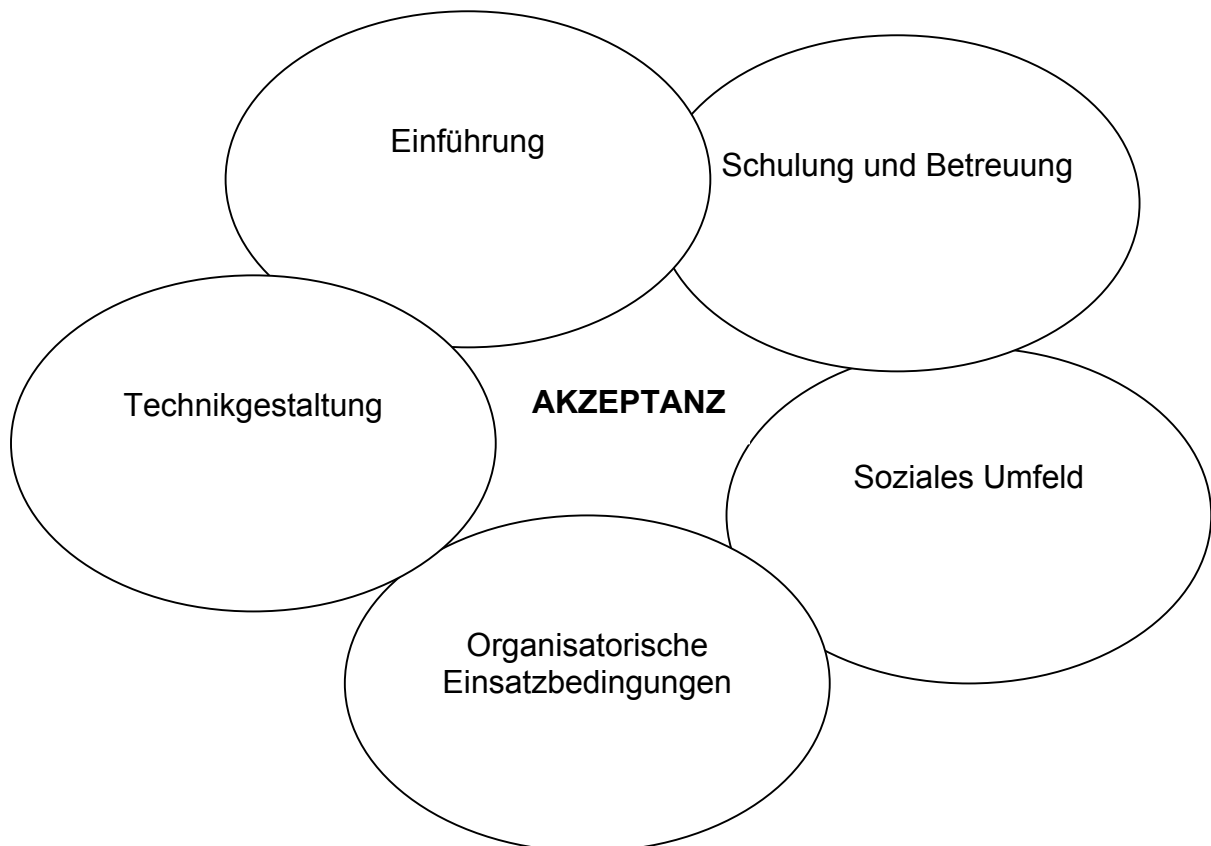 Einführung
Schulung und Betreuung
Technikgestaltung
AKZEPTANZ
Soziales Umfeld
Organisatorische
Einsatzbedingungen